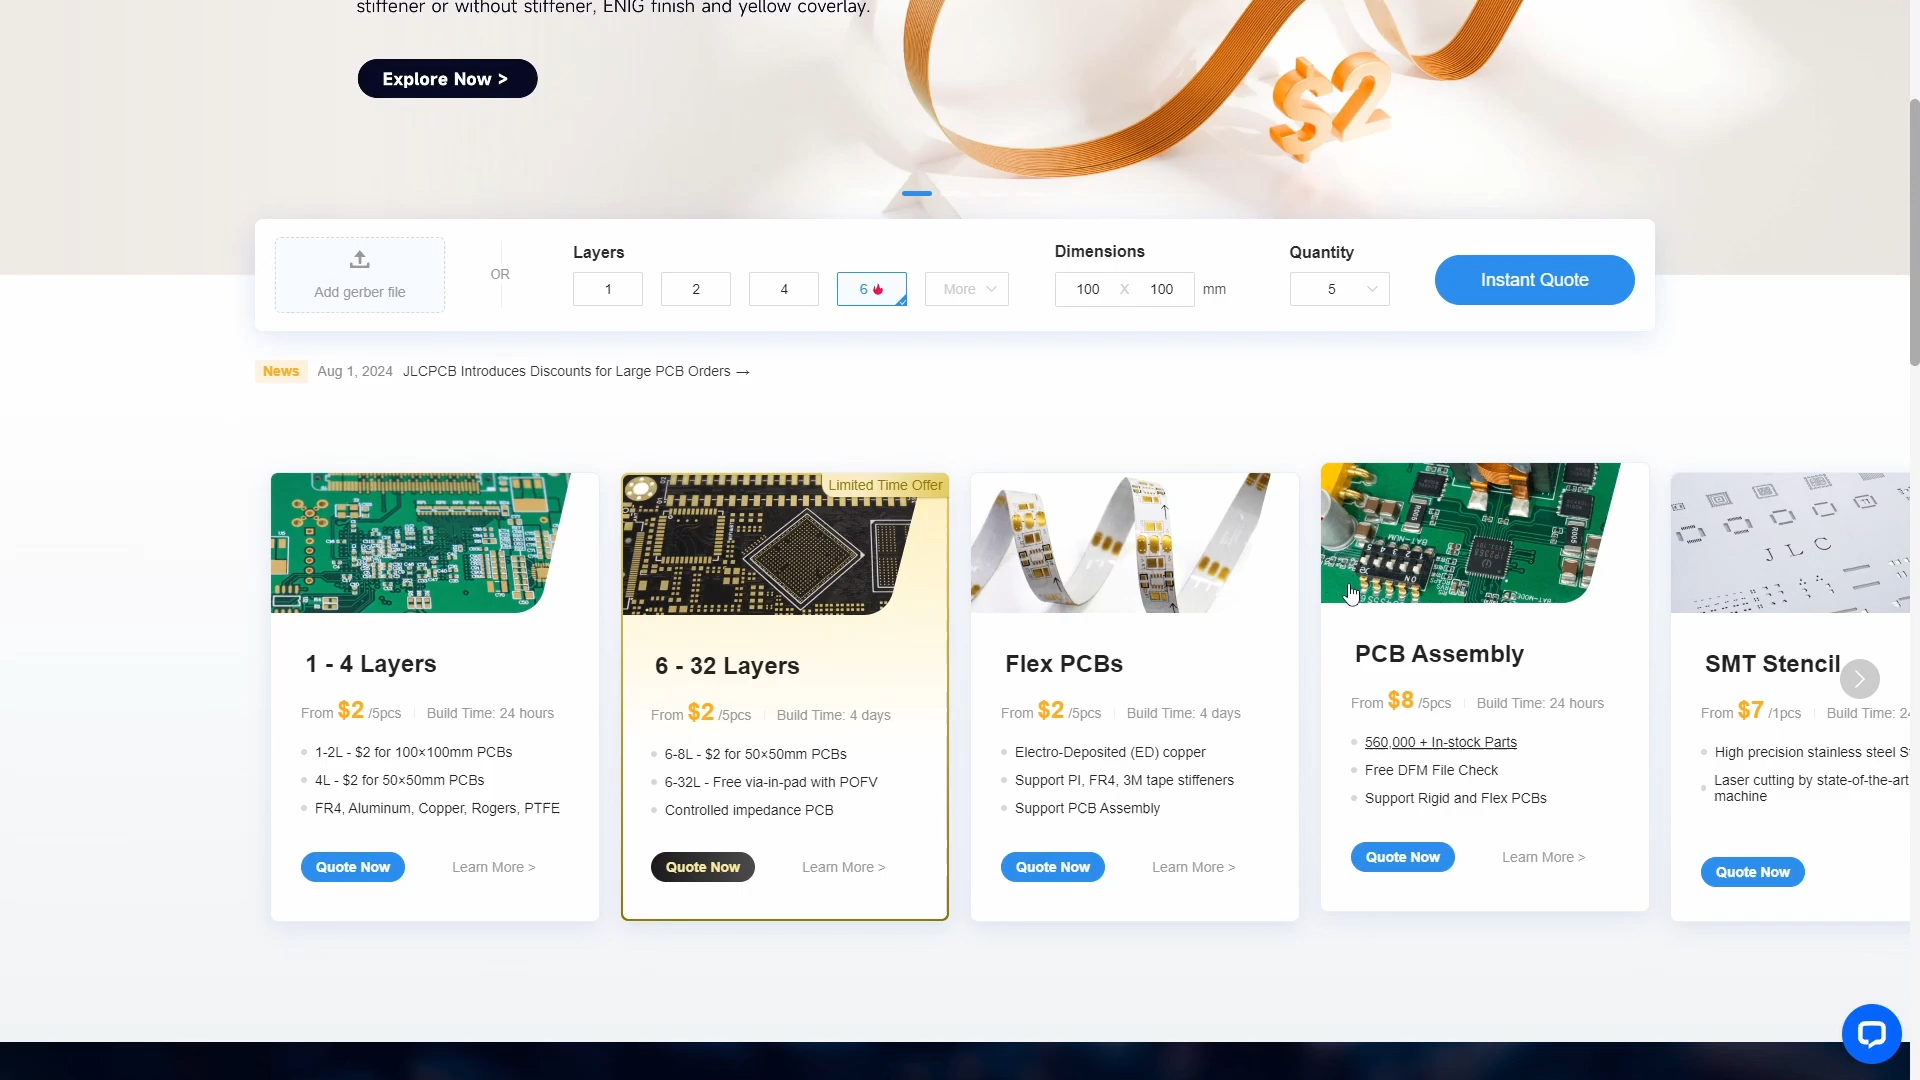 stiffener or without stiffener, ENIG finish and yellow coverlay.
Explore Now >
$2
Add gerber file
OR
Layers
1
2
4
6
More
Dimensions
100 X 100 mm
Quantity
5
Instant Quote
News Aug 1, 2024 JLCPCB Introduces Discounts for Large PCB Orders →
1 - 4 Layers
From $2 /5pcs Build Time: 24 hours
1-2L - $2 for 100×100mm PCBs
4L - $2 for 50×50mm PCBs
FR4, Aluminum, Copper, Rogers, PTFE
Quote Now Learn More >
Limited Time Offer
6 - 32 Layers
From $2 /5pcs Build Time: 4 days
6-8L - $2 for 50×50mm PCBs
6-32L - Free via-in-pad with POFV
Controlled impedance PCB
Quote Now Learn More >
Flex PCBs
From $2 /5pcs Build Time: 4 days
Electro-Deposited (ED) copper
Support PI, FR4, 3M tape stiffeners
Support PCB Assembly
Quote Now Learn More >
PCB Assembly
From $8 /5pcs Build Time: 24 hours
560,000 + In-stock Parts
Free DFM File Check
Support Rigid and Flex PCBs
Quote Now Learn More >
J L C
SMT Stencil
From $7 /1pcs Build Time:
High precision stainless steel
Laser cutting by state-of-the-art
machine
Quote Now